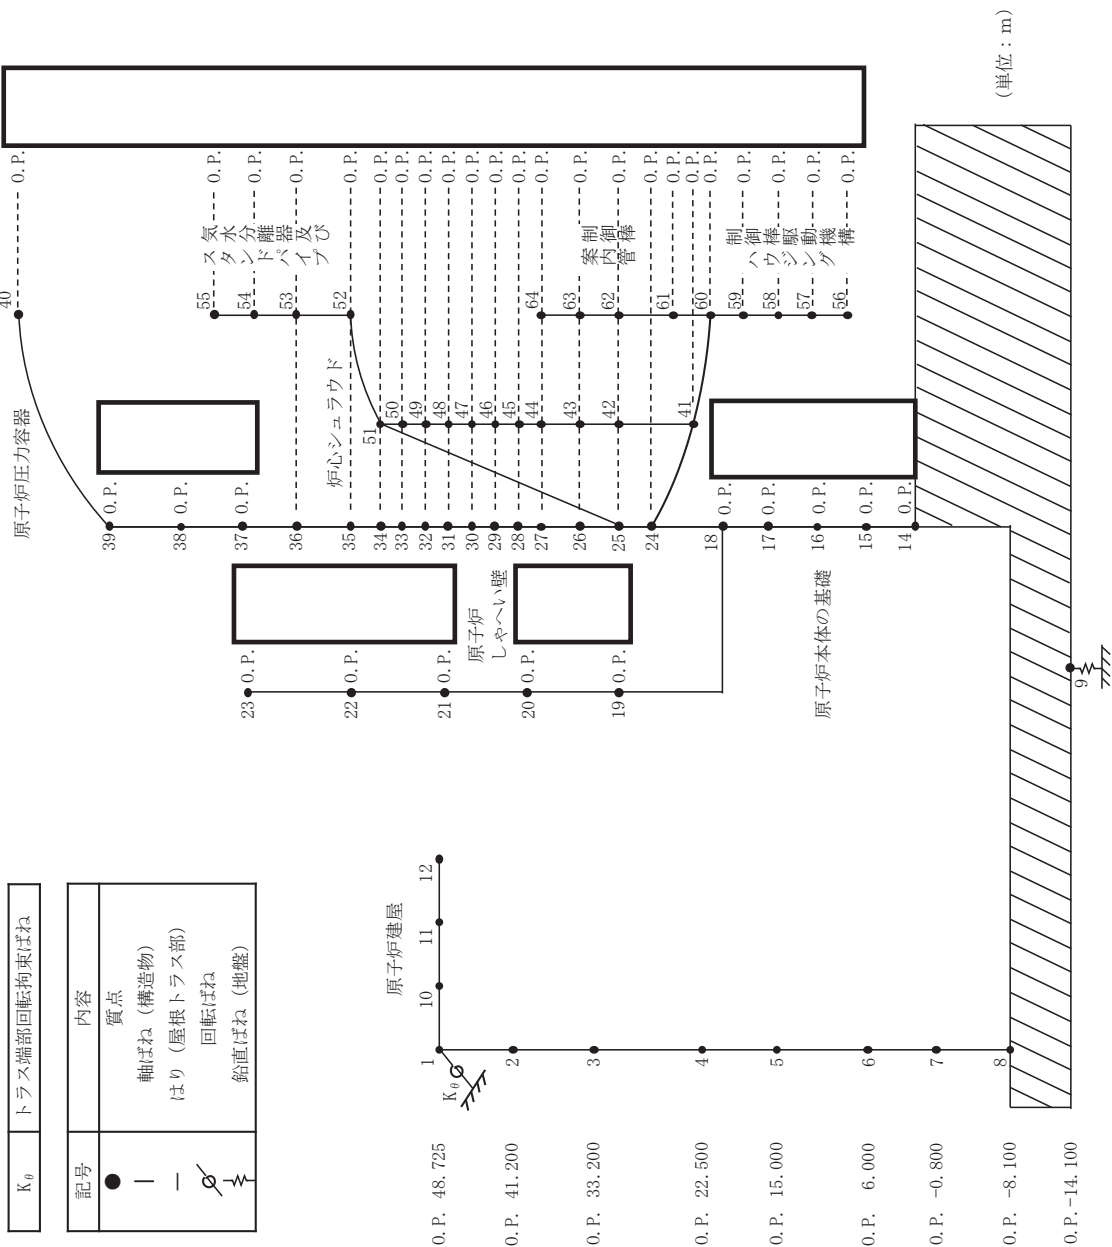 Kθ トラス端部回転拘束ばね
記号 内容
質点
軸ばね（構造物）
はり（屋根トラス部）
回転ばね
鉛直ばね（地盤）
O.P. 48.725
O.P. 41.200
O.P. 33.200
O.P. 22.500
O.P. 15.000
O.P. 6.000
O.P. -0.800
O.P. -8.100
O.P.-14.100
原子炉建屋
1
10
11
12
Kθ
2
3
4
5
6
7
8
9
23 O.P.
22 O.P.
21 O.P.
20 O.P.
19 O.P.
原子炉
しゃへい壁
原子炉本体の基礎
原子炉圧力容器
39 O.P.
38 O.P.
37 O.P.
36
35
34
33
32
31
30
29
28
27
26
25
24
18 O.P.
17 O.P.
16 O.P.
15 O.P.
14 O.P.
炉心シュラウド
51
50
49
48
47
46
45
44
43
42
41
40 O.P.
気水分離器及び
スタンドパイプ
55 O.P.
54 O.P.
53 O.P.
52 O.P.
O.P.
O.P.
O.P.
O.P.
O.P.
O.P.
O.P.
制御棒
案内管
64 O.P.
63 O.P.
62 O.P.
O.P.
61 O.P.
O.P.
60 O.P.
制御棒駆動機構
ハウジング
59 O.P.
58 O.P.
57 O.P.
56 O.P.
（単位：m）